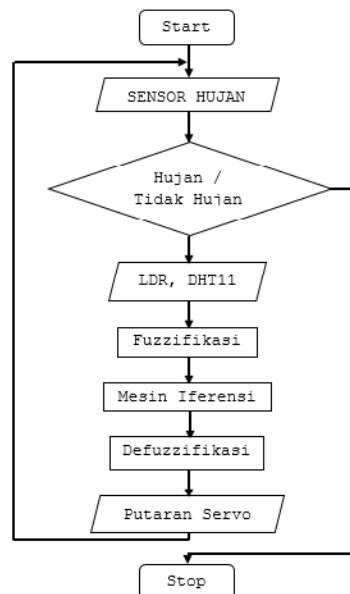 Start
SENSOR HUJAN
Hujan /
Tidak Hujan
LDR, DHT11
Fuzzifikasi
Mesin Iferensi
Defuzzifikasi
Putaran Servo
Stop